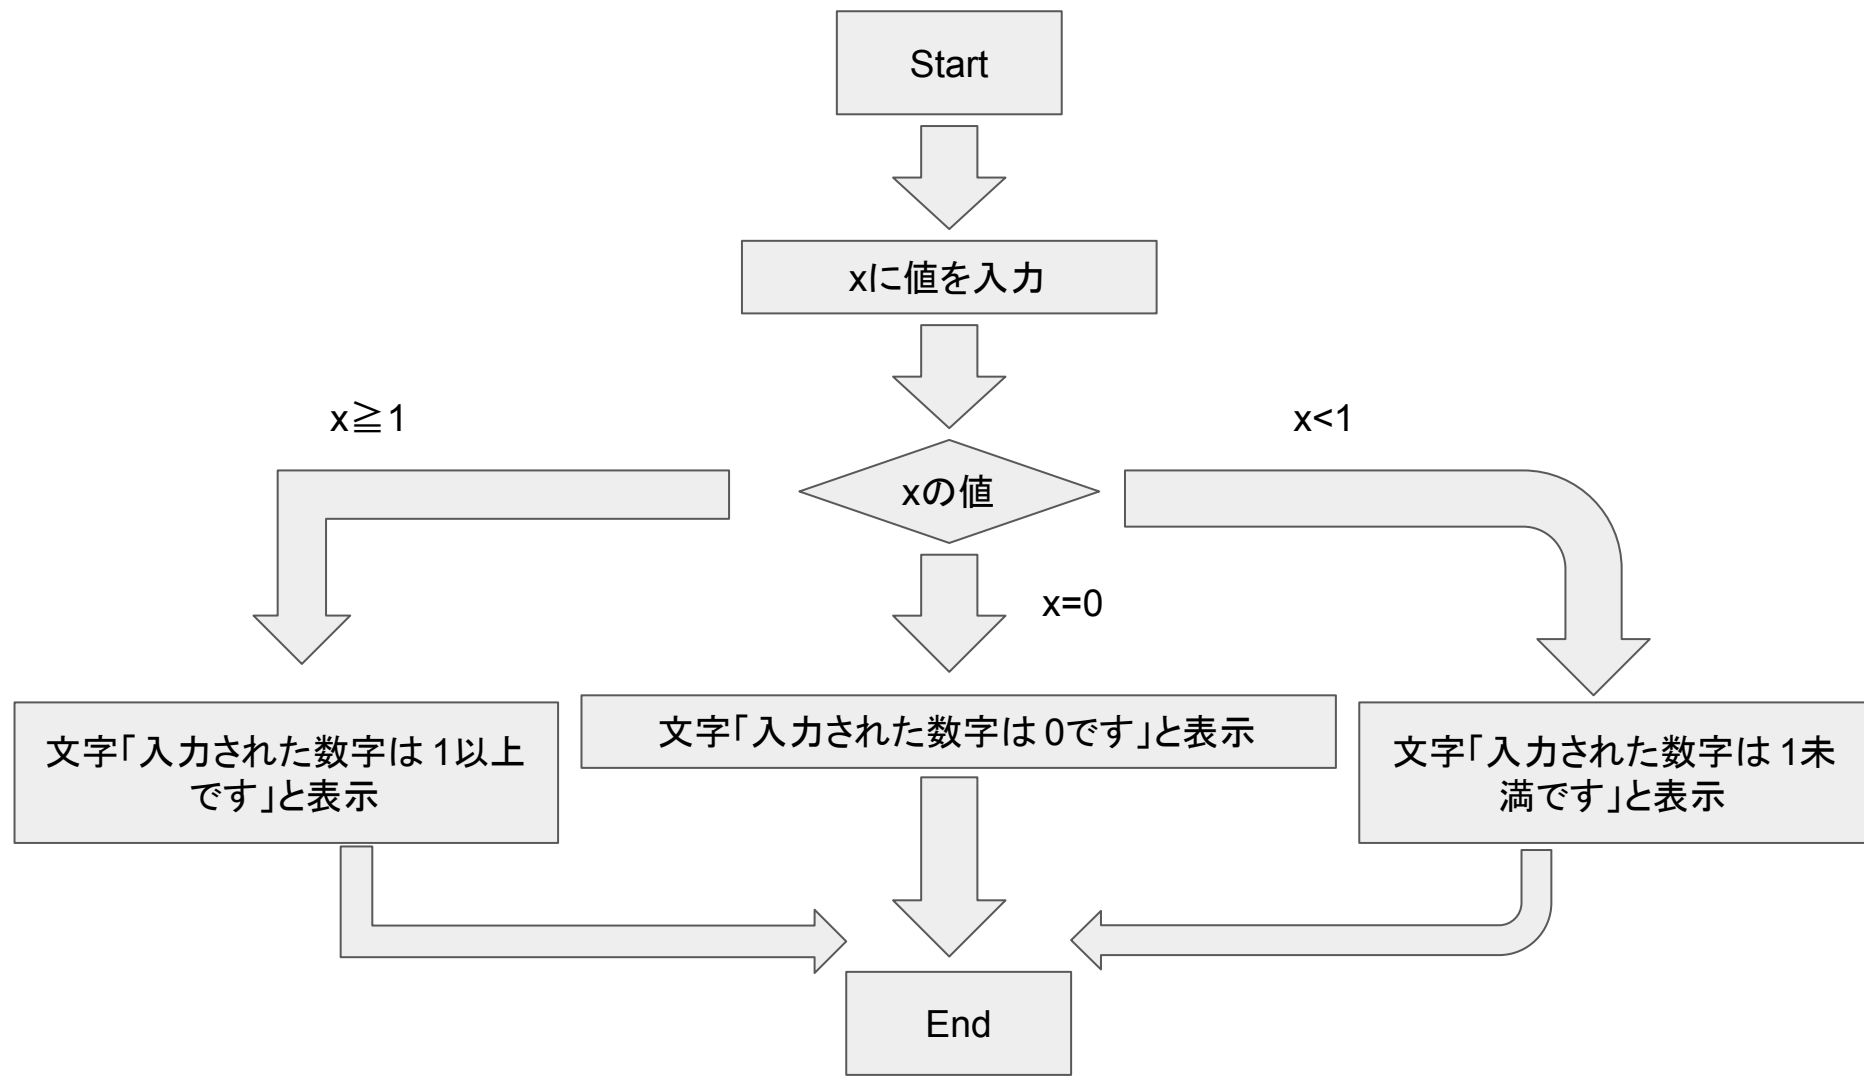 Start
xに値を入力
x≧1
x<1
xの値
x=0
文字「入力された数字は1以上
です」と表示
文字「入力された数字は0です」と表示
文字「入力された数字は1未
満です」と表示
End